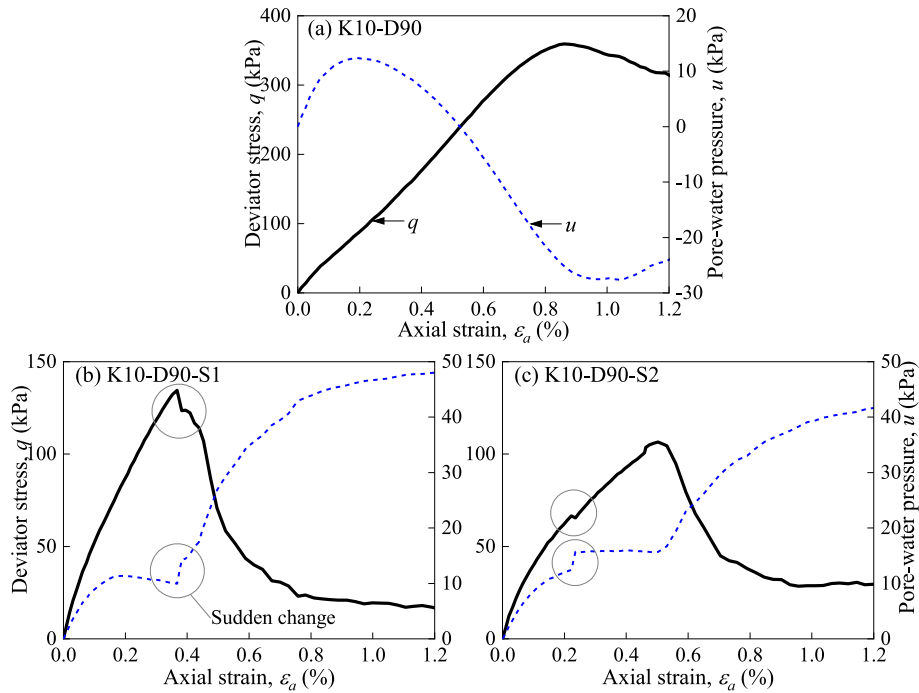 (a) K10-D90
Deviator stress, q (kPa)
400
300
200
100
0
20
10
0
-10
-20
-30
Pore-water pressure, u (kPa)
q
u
0.0 0.2 0.4 0.6 0.8 1.0 1.2
Axial strain, εa (%)
(b) K10-D90-S1
Deviator stress, q (kPa)
150
100
50
0
50
40
30
20
10
0
Sudden change
0.0 0.2 0.4 0.6 0.8 1.0 1.2
Axial strain, εa (%)
(c) K10-D90-S2
150
100
50
0
50
40
30
20
10
0
Pore-water pressure, u (kPa)
0.0 0.2 0.4 0.6 0.8 1.0 1.2
Axial strain, εa (%)